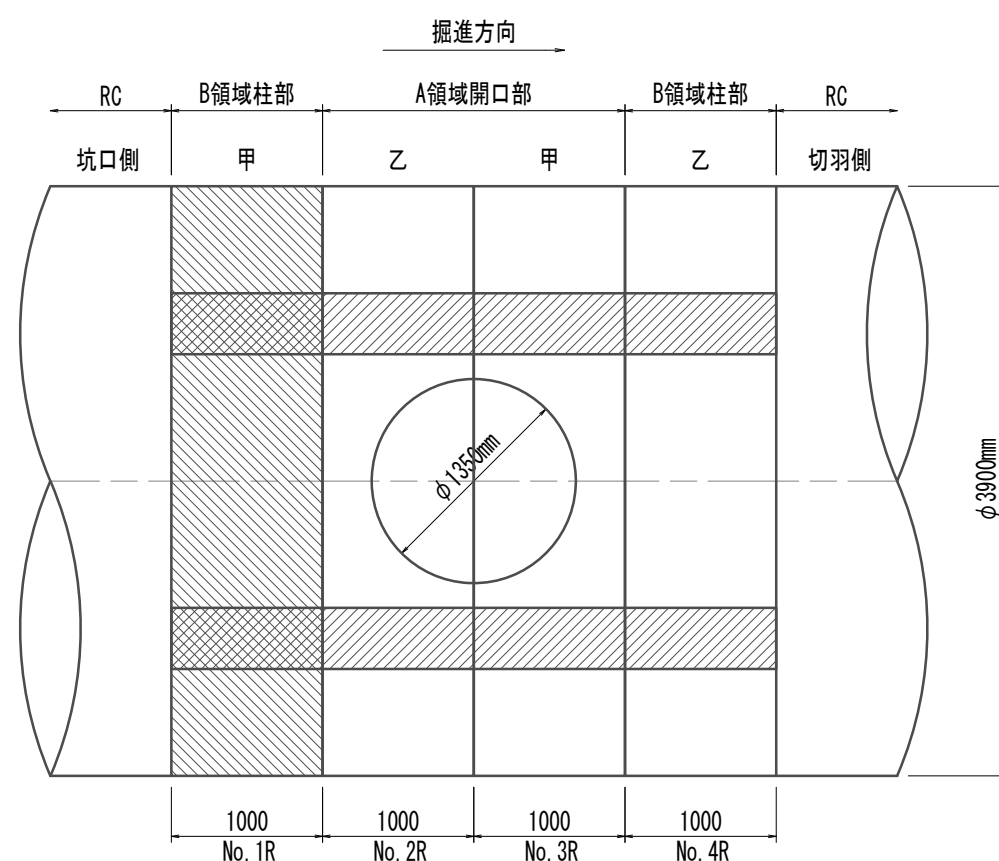 掘進方向
RC B領域柱部 A領域開口部 B領域柱部 RC
坑口側 甲 乙 甲 乙 切羽側
φ1350mm
φ3900mm
1000 1000 1000 1000
No. 1R No. 2R No. 3R No. 4R